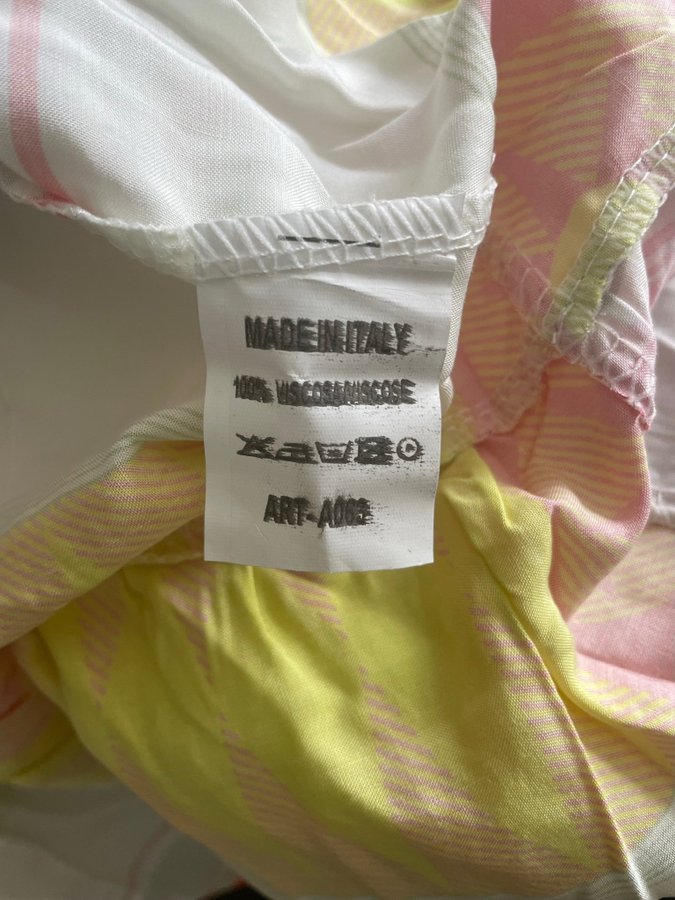 MADE IN ITALY
100% VISCOSA/VISCOSE
ART-A003